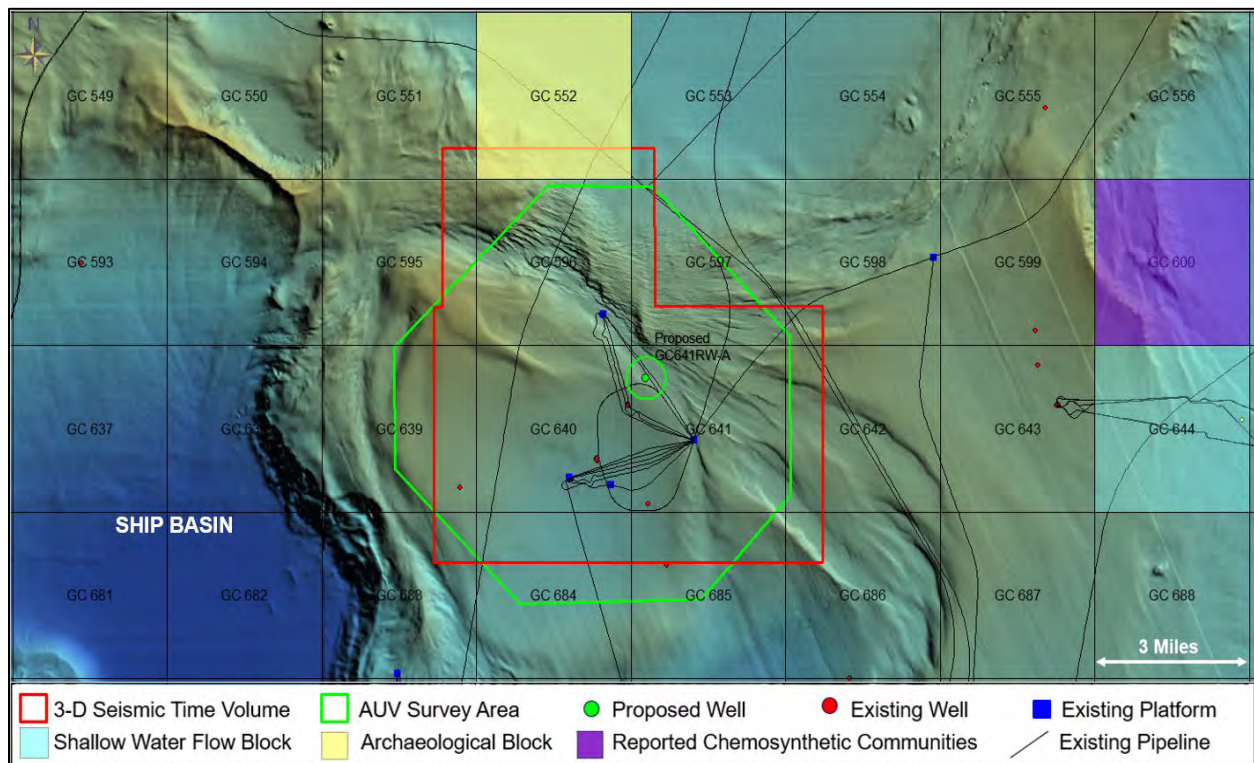 N
GC 549 GC 550 GC 551 GC 552 GC 553 GC 554 GC 555 GC 556
GC 593 GC 594 GC 595 GC 596 GC 597 GC 598 GC 599 GC 600
Proposed
GC641RW-A
GC 637 GC 639 GC 640 GC 641 GC 642 GC 643 GC 644
SHIP BASIN
GC 681 GC 682 GC 684 GC 685 GC 686 GC 687 GC 688
3 Miles
3-D Seismic Time Volume AUV Survey Area Proposed Well Existing Well Existing Platform
Shallow Water Flow Block Archaeological Block Reported Chemosynthetic Communities Existing Pipeline